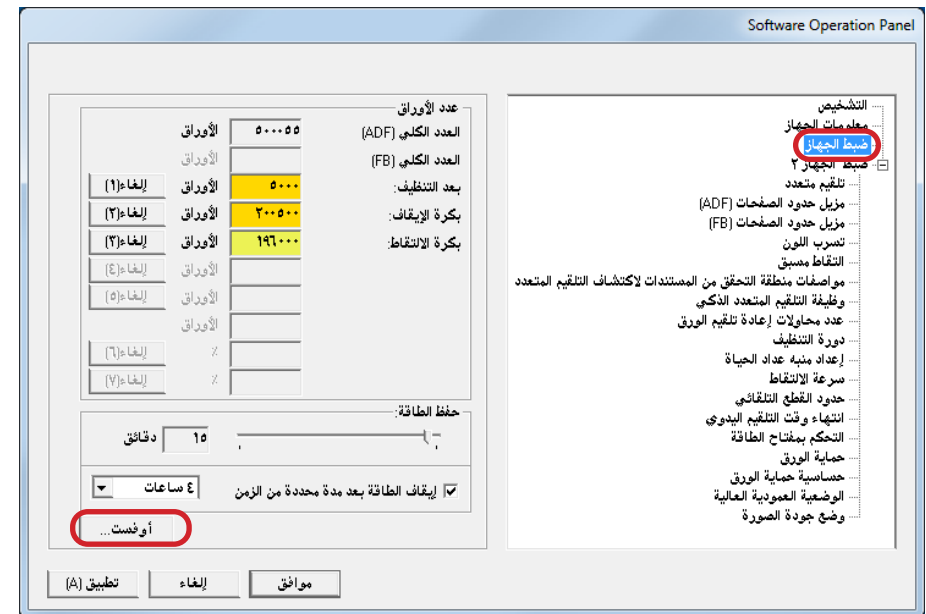 Software Operation Panel
التشخيص
معلومات الجهاز
ضبط الجهاز
ضبط الجهاز ٢
تلقيم متعدد
مزيل حدود الصفحات (ADF)
مزيل حدود الصفحات (FB)
تسرب اللون
التقاط مسبق
مواصفات منطقة التحقق من المستندات لاكتشاف التلقيم المتعدد
وظيفة التلقيم المتعدد الذكي
عدد محاولات إعادة تلقيم الورق
دورة التنظيف
إعداد منبه عداد الحياة
سرعة الالتقاط
حدود القطع التلقائي
انتهاء وقت التلقيم اليدوي
التحكم بمفتاح الطاقة
حماية الورق
حساسية حماية الورق
الوضعية العمودية العالية
وضع جودة الصورة
عدد الأوراق
العدد الكلي (ADF) ٥٠٠٠٥٥ الأوراق
العدد الكلي (FB) الأوراق
بعد التنظيف: ٥٠٠٠ الأوراق إلغاء(١)
بكرة الإيقاف: ٢٠٠٥٠٠ الأوراق إلغاء(٢)
بكرة الالتقاط: ١٩٦٠٠٠ الأوراق إلغاء(٣)
الأوراق إلغاء(٤)
الأوراق إلغاء(٥)
الأوراق
٪ إلغاء(٦)
٪ إلغاء(٧)
حفظ الطاقة:
١٥ دقائق
إيقاف الطاقة بعد مدة محددة من الزمن ٤ ساعات
أوفست...
موافق إلغاء تطبيق (A)